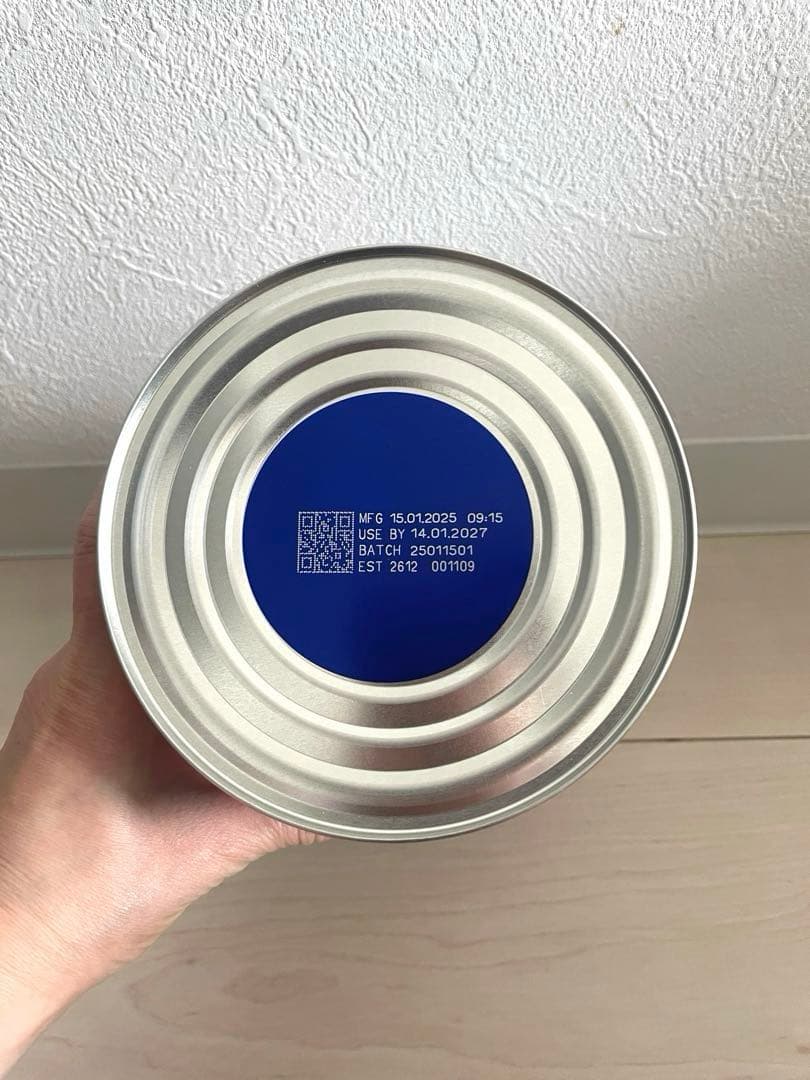 MFG 15.01.2025 09:15
USE BY 14.01.2027
BATCH 25011501
EST 2612 001109